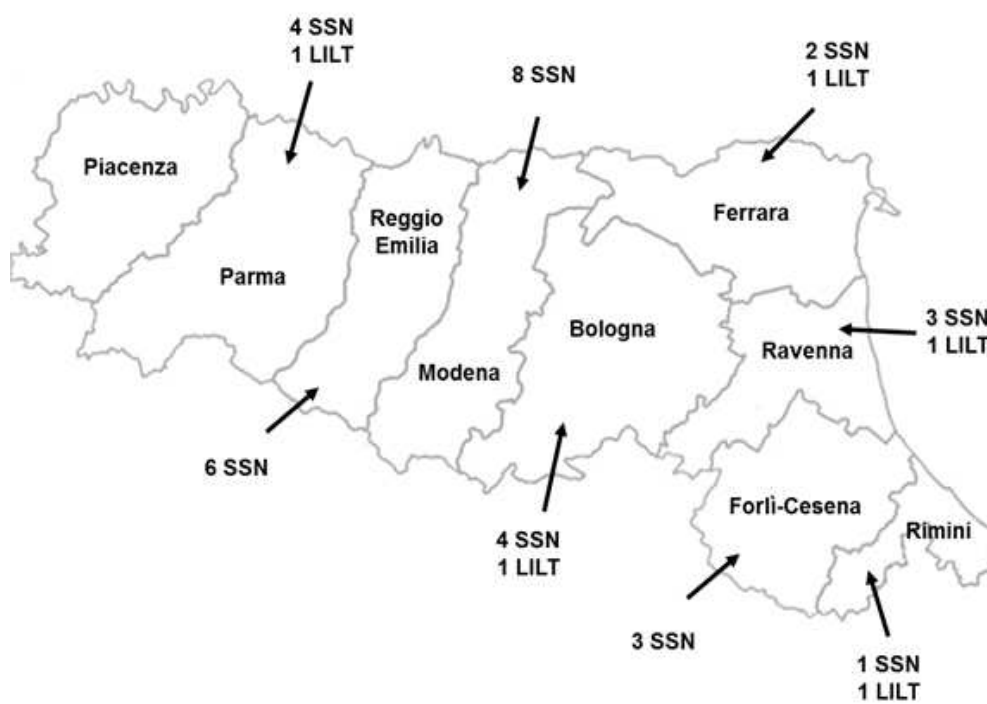 4 SSN
1 LILT
8 SSN
2 SSN
1 LILT
Piacenza
Reggio
Emilia
Ferrara
Parma
Bologna
Ravenna
3 SSN
1 LILT
Modena
6 SSN
Forlì-Cesena
Rimini
4 SSN
1 LILT
3 SSN
1 SSN
1 LILT